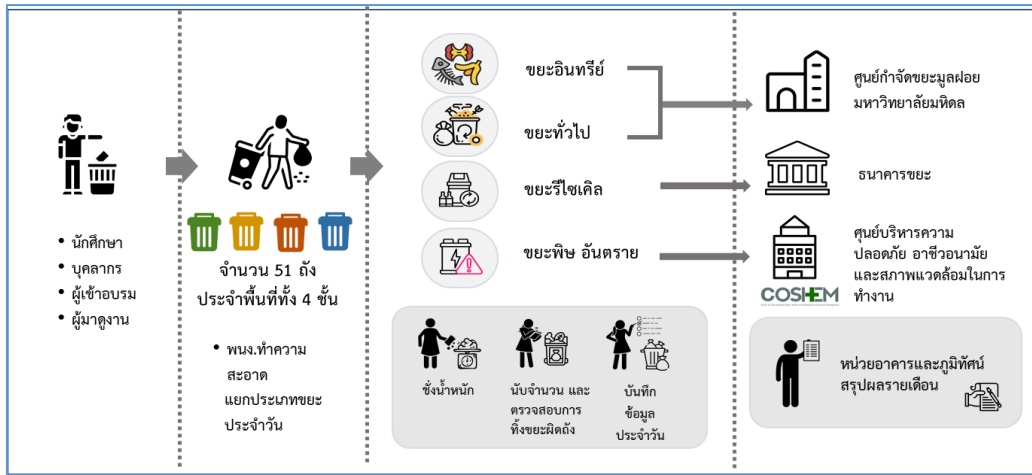 • นักศึกษา
• บุคลากร
• ผู้เข้าอบรม
• ผู้มาดูงาน
จำนวน 51 ถัง
ประจำพื้นที่ทั้ง 4 ชั้น
• พนง.ทำความ
สะอาด
แยกประเภทขยะ
ประจำวัน
ขยะอินทรีย์
ขยะทั่วไป
ขยะรีไซเคิล
ขยะพิษ อันตราย
ชั่งน้ำหนัก
นับจำนวน และ
ตรวจสอบการ
ทิ้งขยะผิดถัง
บันทึก
ข้อมูล
ประจำวัน
ศูนย์กำจัดขยะมูลฝอย
มหาวิทยาลัยมหิดล
ธนาคารขยะ
ศูนย์บริหารความ
ปลอดภัย อาชีวอนามัย
และสภาพแวดล้อมในการ
ทำงาน
COSHEM
หน่วยอาคารและภูมิทัศน์
สรุปผลรายเดือน